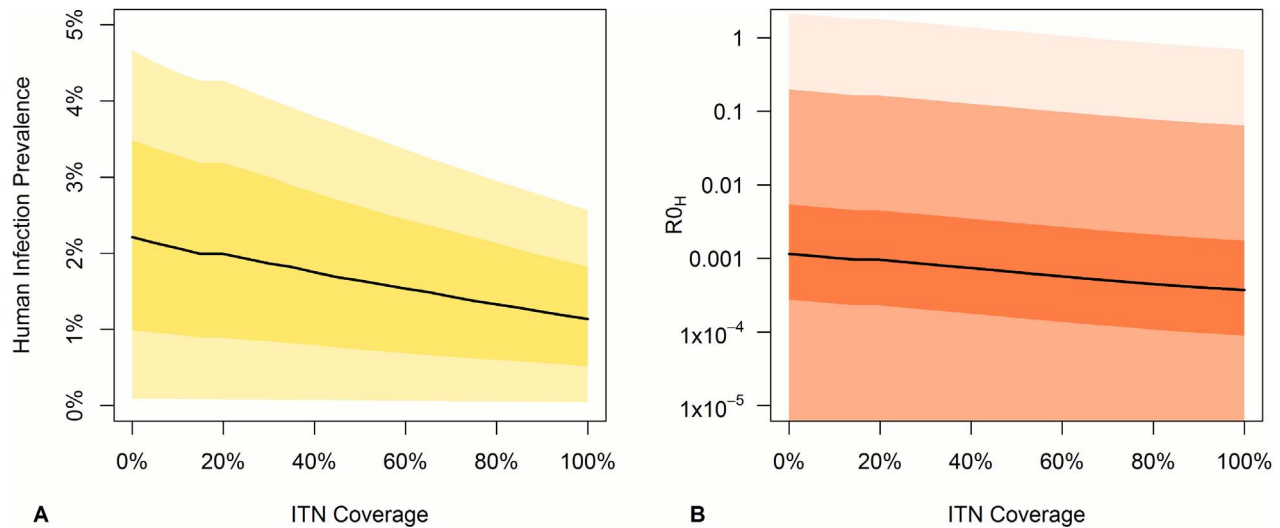 5%
4%
3%
2%
1%
0%
Human Infection Prevalence
0% 20% 40% 60% 80% 100%
ITN Coverage
A
1
0.1
0.01
0.001
1x10⁻⁴
1x10⁻⁵
R0H
0% 20% 40% 60% 80% 100%
ITN Coverage
B